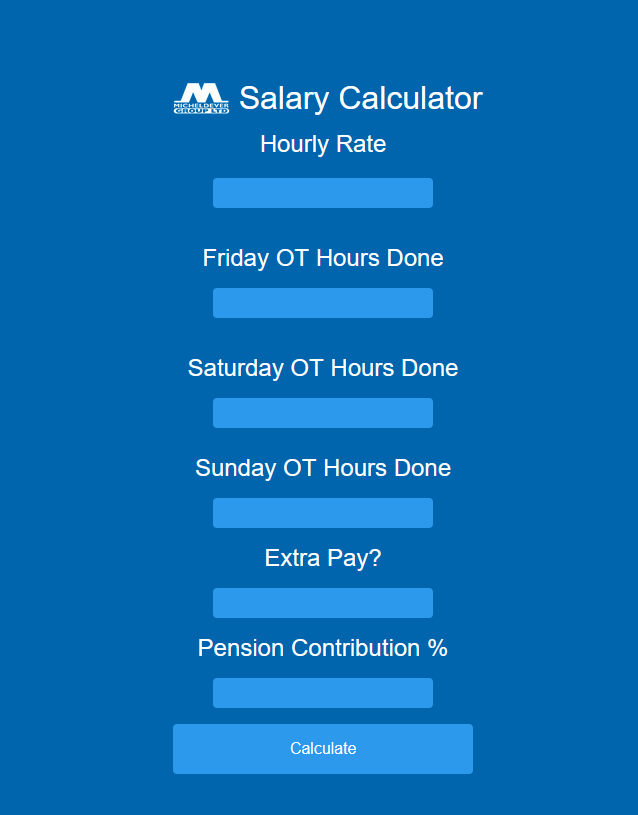 MICHELDEVER
GROUP LTD
Salary Calculator
Hourly Rate
Friday OT Hours Done
Saturday OT Hours Done
Sunday OT Hours Done
Extra Pay?
Pension Contribution %
Calculate